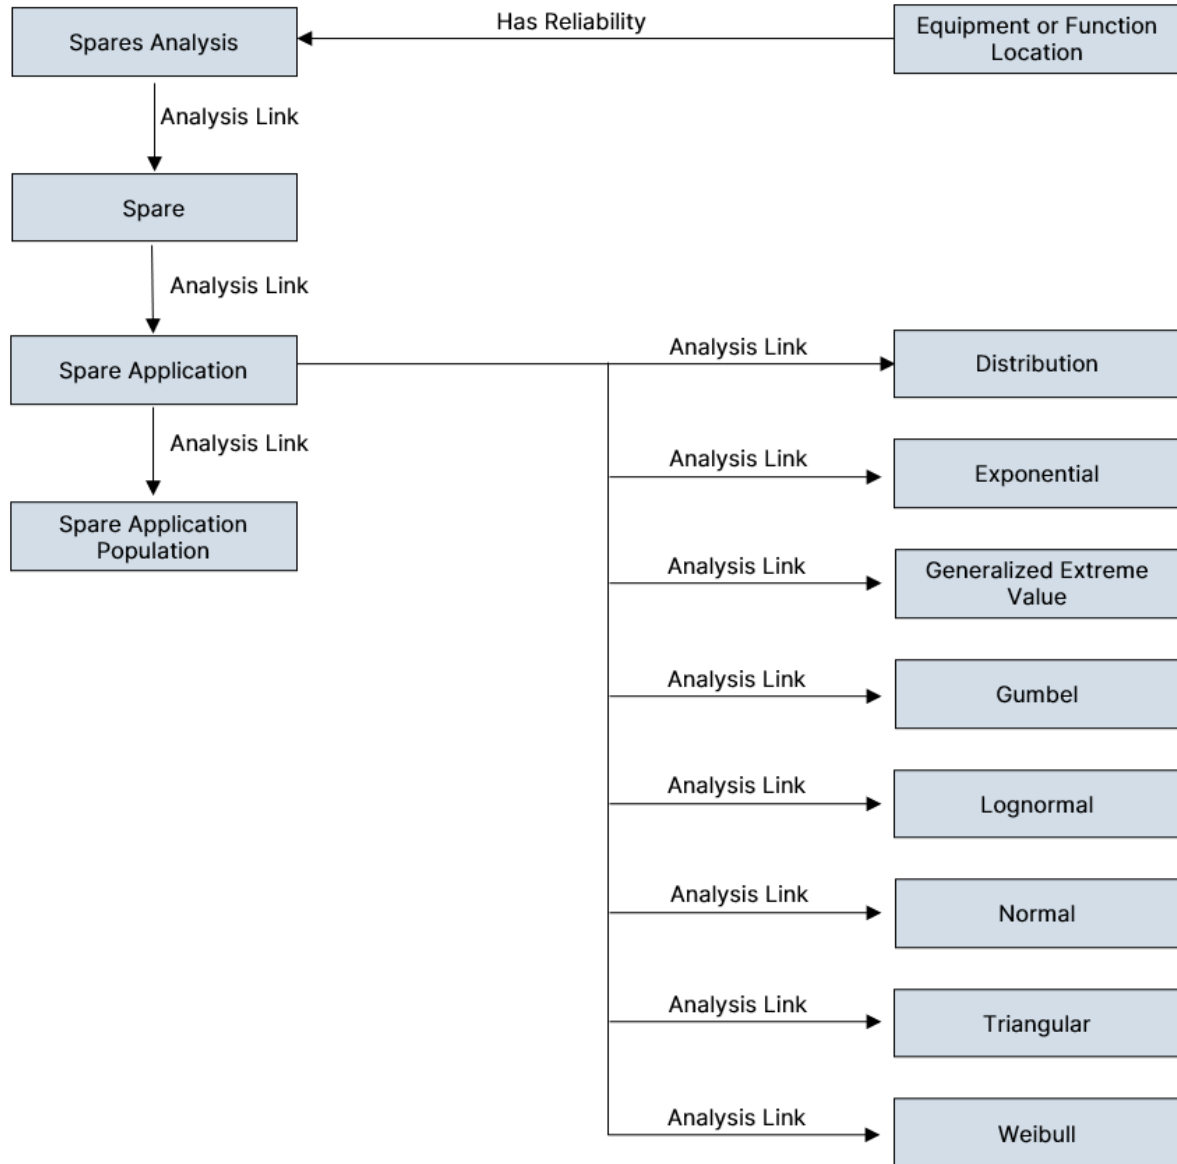 Has Reliability
Spares Analysis
Equipment or Function
Location
Analysis Link
Spare
Analysis Link
Spare Application
Analysis Link
Distribution
Analysis Link
Spare Application
Population
Analysis Link
Exponential
Analysis Link
Generalized Extreme
Value
Analysis Link
Gumbel
Analysis Link
Lognormal
Analysis Link
Normal
Analysis Link
Triangular
Analysis Link
Weibull